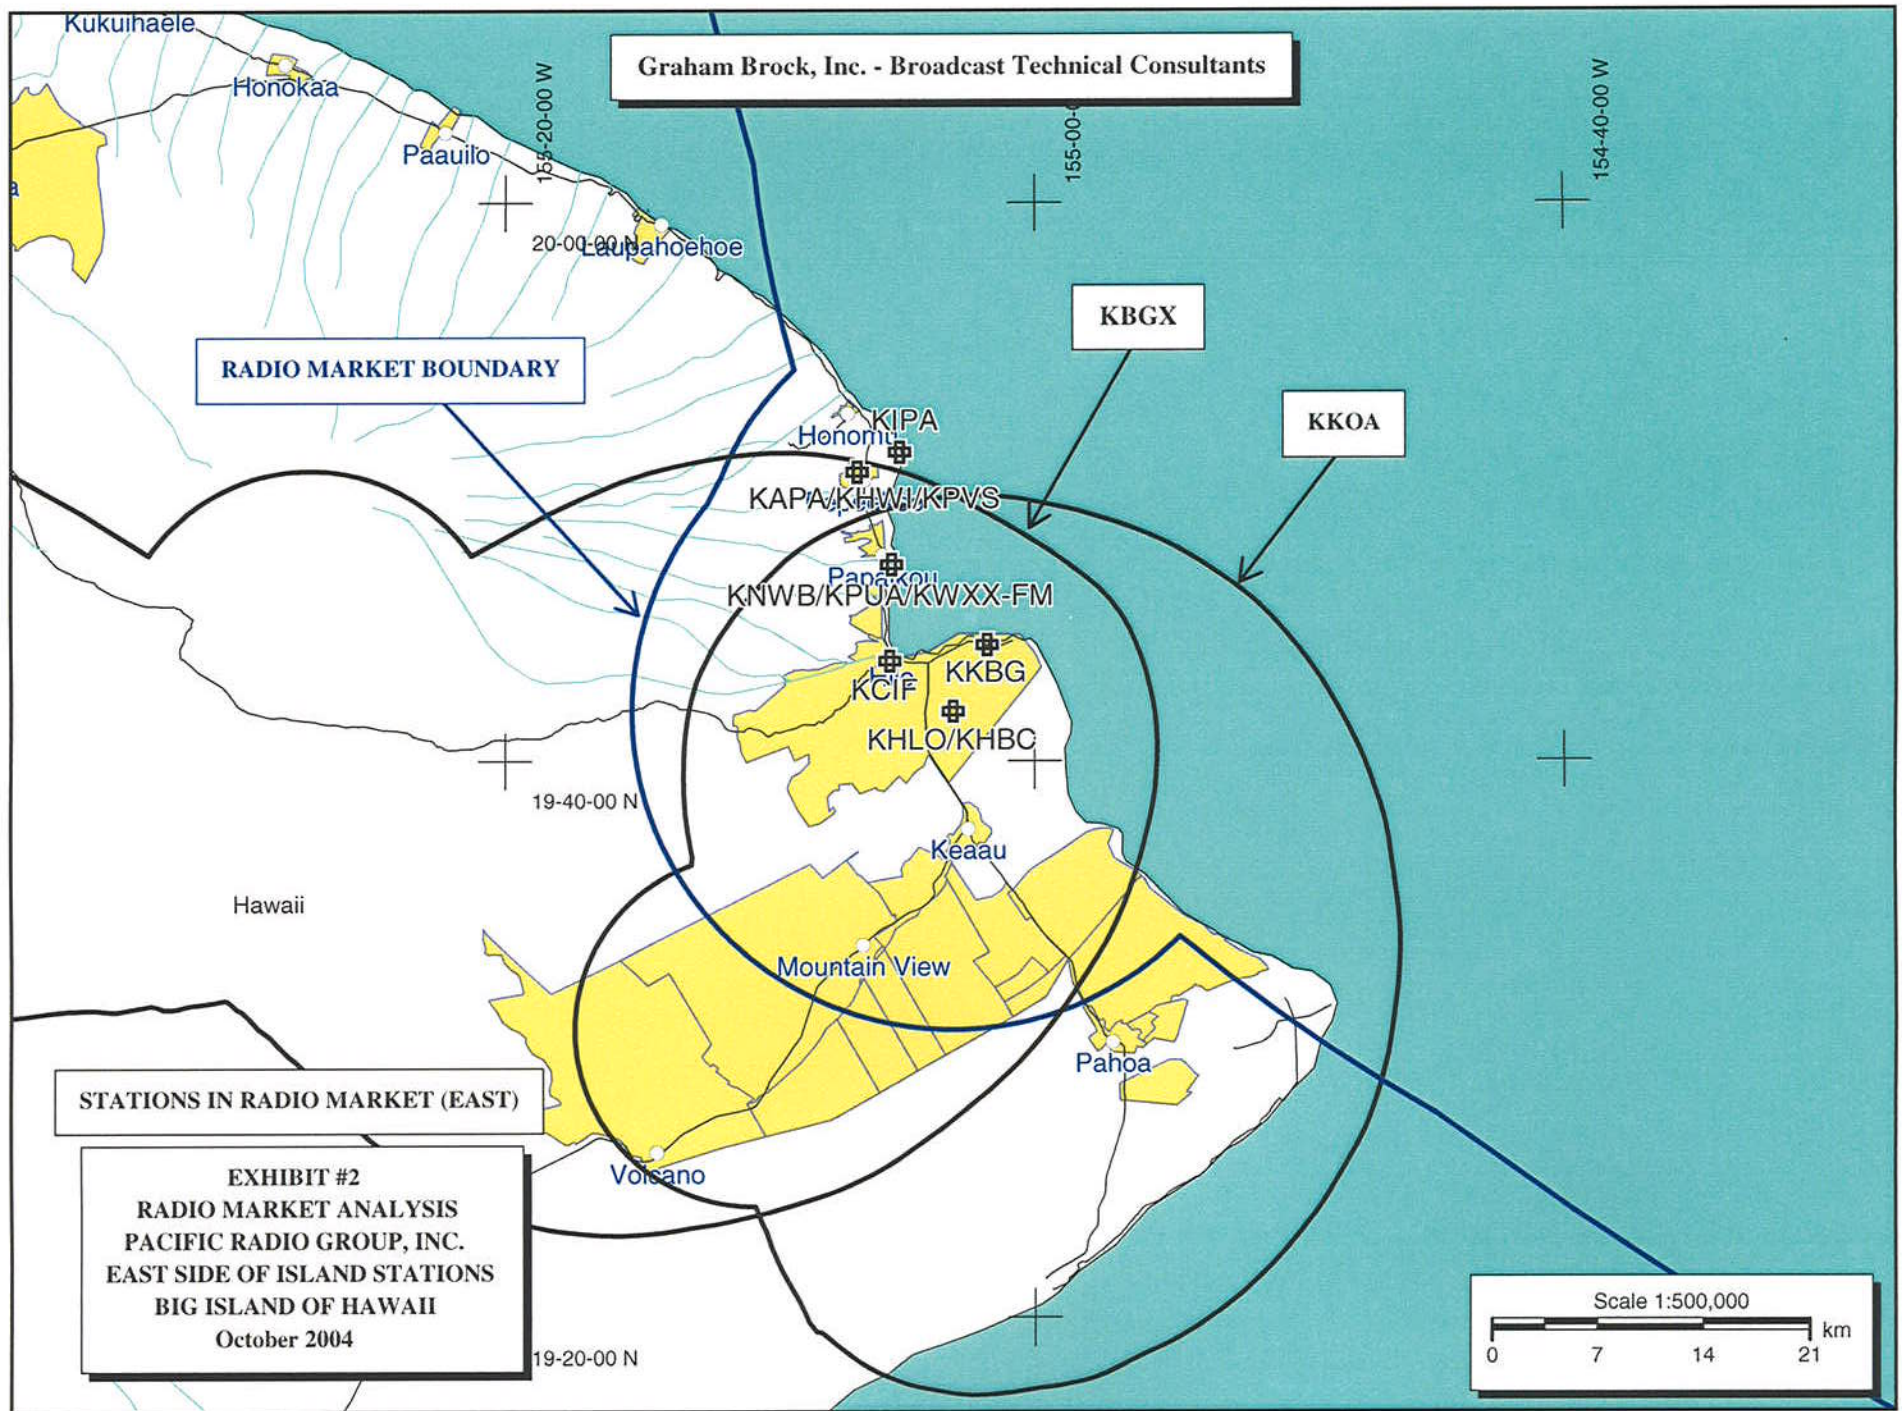 Kukuihaele
Graham Brock, Inc. - Broadcast Technical Consultants
Honokaa
155-20-00 W
155-00-0
154-40-00 W
Paauilo
a
20-00-00 N
Laupahoehoe
KBGX
RADIO MARKET BOUNDARY
KKOA
KIPA
Honomu
KAPA/KHWI/KPVS
Papaikou
KNWB/KPUA/KWXX-FM
KKBG
KCIF
KHLO/KHBC
19-40-00 N
Keaau
Hawaii
Mountain View
Pahoa
STATIONS IN RADIO MARKET (EAST)
Volcano
EXHIBIT #2
RADIO MARKET ANALYSIS
PACIFIC RADIO GROUP, INC.
EAST SIDE OF ISLAND STATIONS
BIG ISLAND OF HAWAII
October 2004
19-20-00 N
Scale 1:500,000
km
0 7 14 21